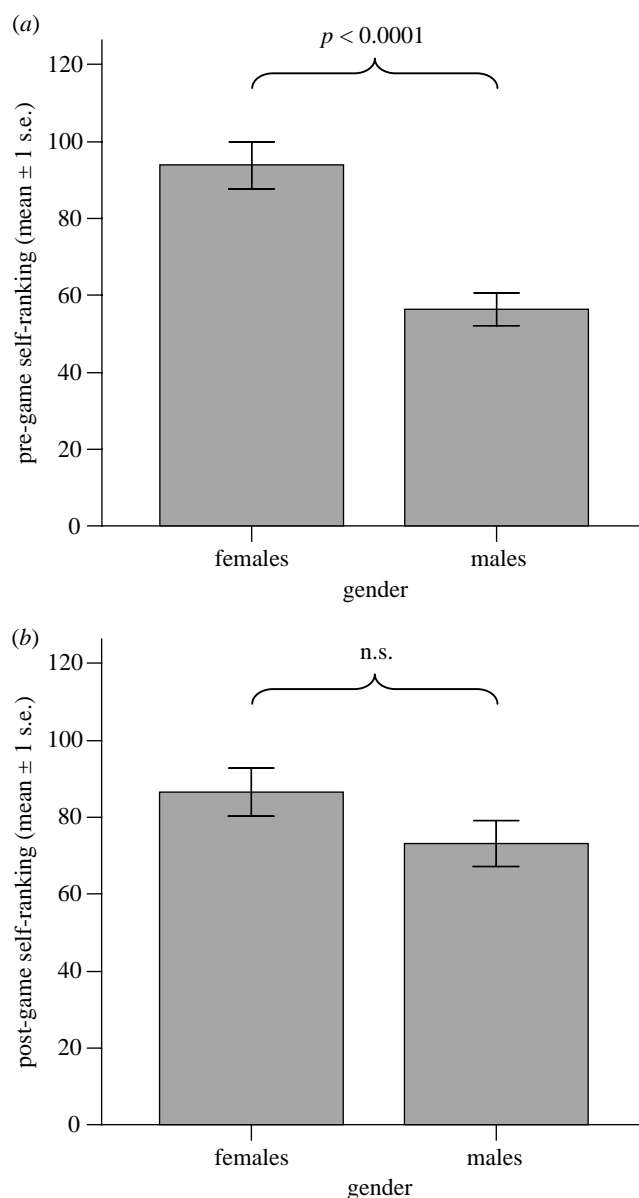 (a)
p < 0.0001
120
100
80
60
40
20
0
pre-game self-ranking (mean ± 1 s.e.)
females males
gender
(b)
n.s.
120
100
80
60
40
20
0
post-game self-ranking (mean ± 1 s.e.)
females males
gender